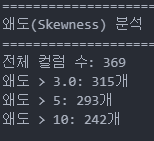 ====================
왜도(Skewness) 분석
====================
전체 컬럼 수: 369
왜도 > 3.0: 315개
왜도 > 5: 293개
왜도 > 10: 242개